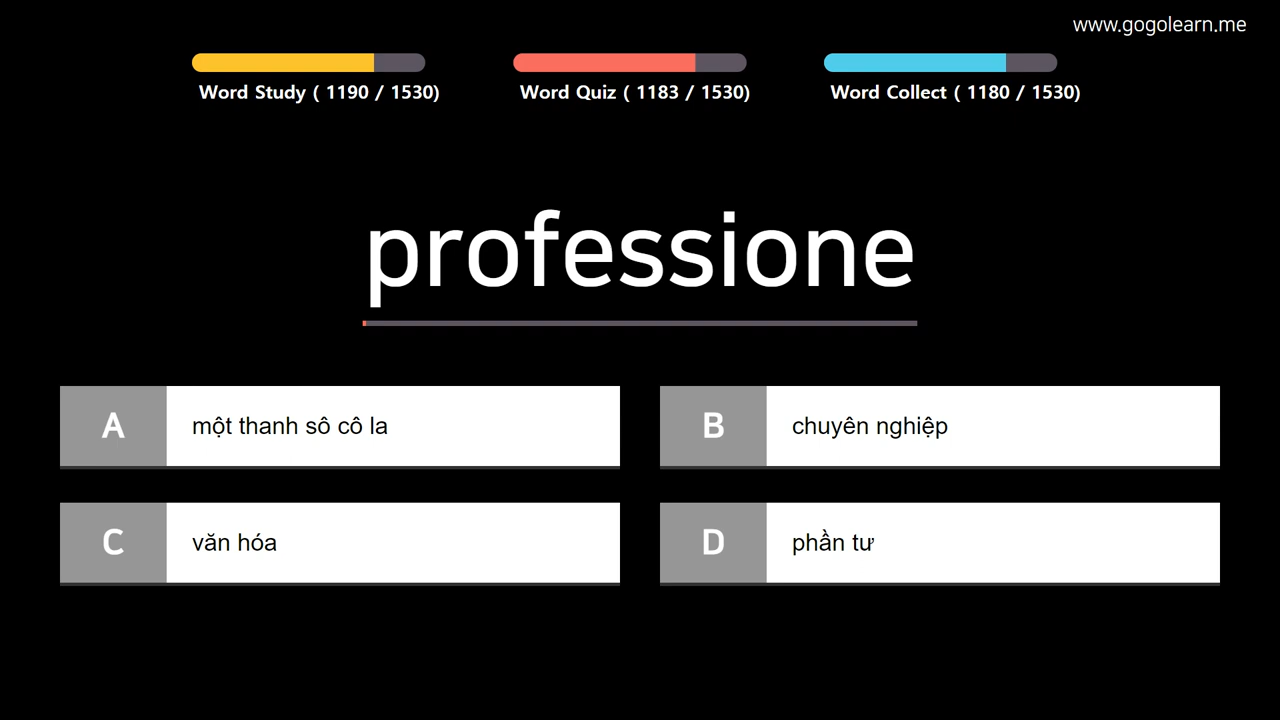 www.gogolearn.me
Word Study ( 1190 / 1530)
Word Quiz ( 1183 / 1530)
Word Collect ( 1180 / 1530)
professione
A một thanh sô cô la
B chuyên nghiệp
C văn hóa
D phần tư